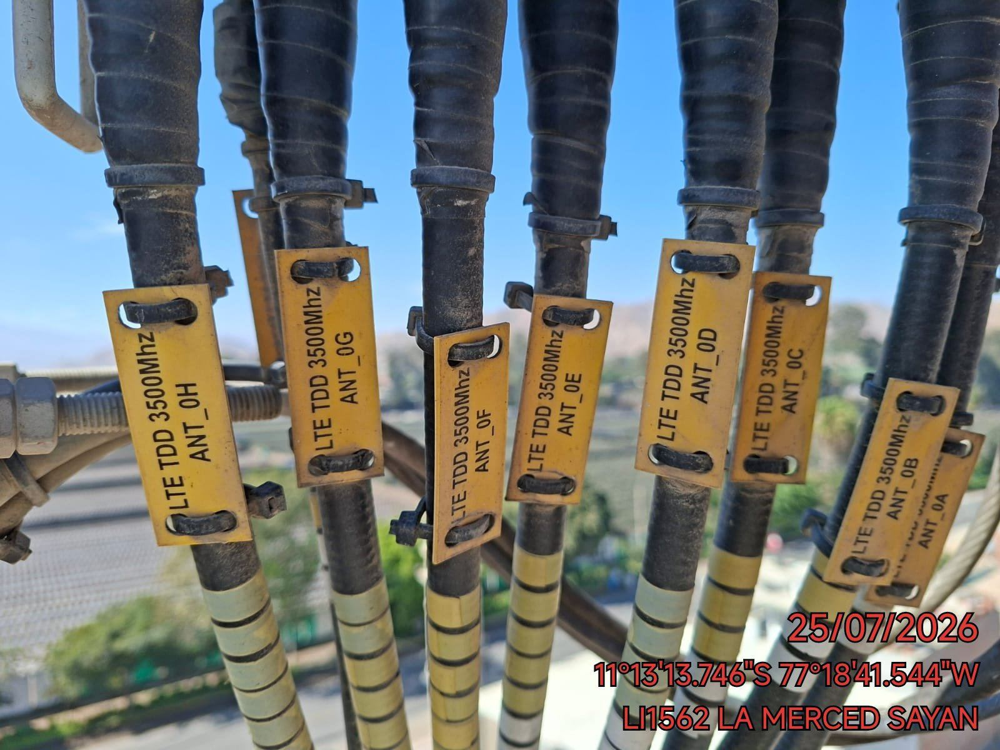 LTE TDD 3500Mhz
ANT_0H
LTE TDD 3500Mhz
ANT_0G
LTE TDD 3500Mhz
ANT_0F
LTE TDD 3500Mhz
ANT_0E
LTE TDD 3500Mhz
ANT_0D
LTE TDD 3500Mhz
ANT_0C
LTE TDD 3500Mhz
ANT_0B
ANT_0A
25/07/2026
11°13'13.746"S 77°18'41.544"W
LI1562 LA MERCED SAYAN